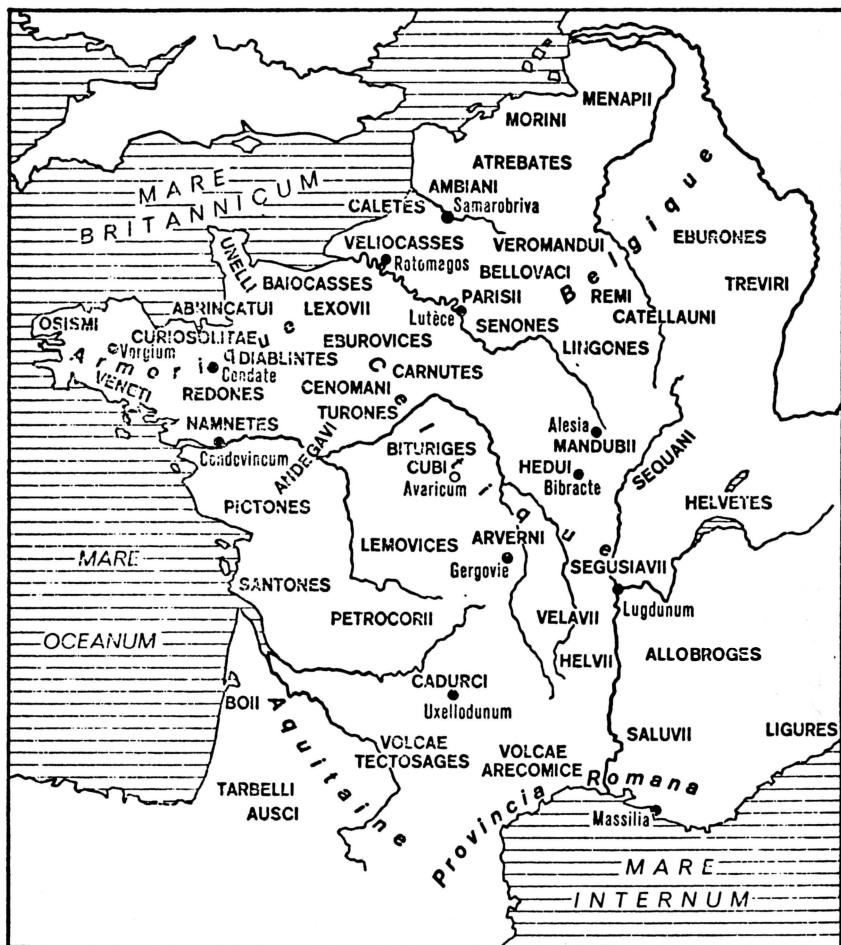 MENAPII
MORINI
ATREBATES
MARE
BRITANNICUM
AMBIANI
CALETES
Samarobriva
Belgique
UNELLI
VELIOCASSES
VEROMANDUI
EBURONES
Rotomagos
BELLOVACI
BAIOCASSES
TREVIRI
PARISII
REMI
ABRINCATUI
LEXOVII
CATELLAUNI
OSISMI
Lutèce
SENONES
CURIOSOLITAE
EBUROVICES
Vorgium
DIABLINTES
LINGONES
Armorique
Condate
CARNUTES
VENETI
CENOMANI
REDONES
TURONES
NAMNETES
Alesia
MANDUBII
Condevincum
ANDEGAVI
BITURIGES
CUBI
Celtique
HEDUI
SEQUANI
Avaricum
Bibracte
PICTONES
HELVETES
ARVERNI
LEMOVICES
MARE
OCEANUM
Gergovie
SEGUSIAVII
SANTONES
Lugdunum
PETROCORII
VELAVII
ALLOBROGES
HELVII
CADURCI
BOII
Uxellodunum
Aquitaine
SALUVII
LIGURES
VOLCAE
TECTOSAGES
VOLCAE
ARECOMICE
Provincia Romana
TARBELLI
AUSCI
Massilia
MARE
INTERNUM